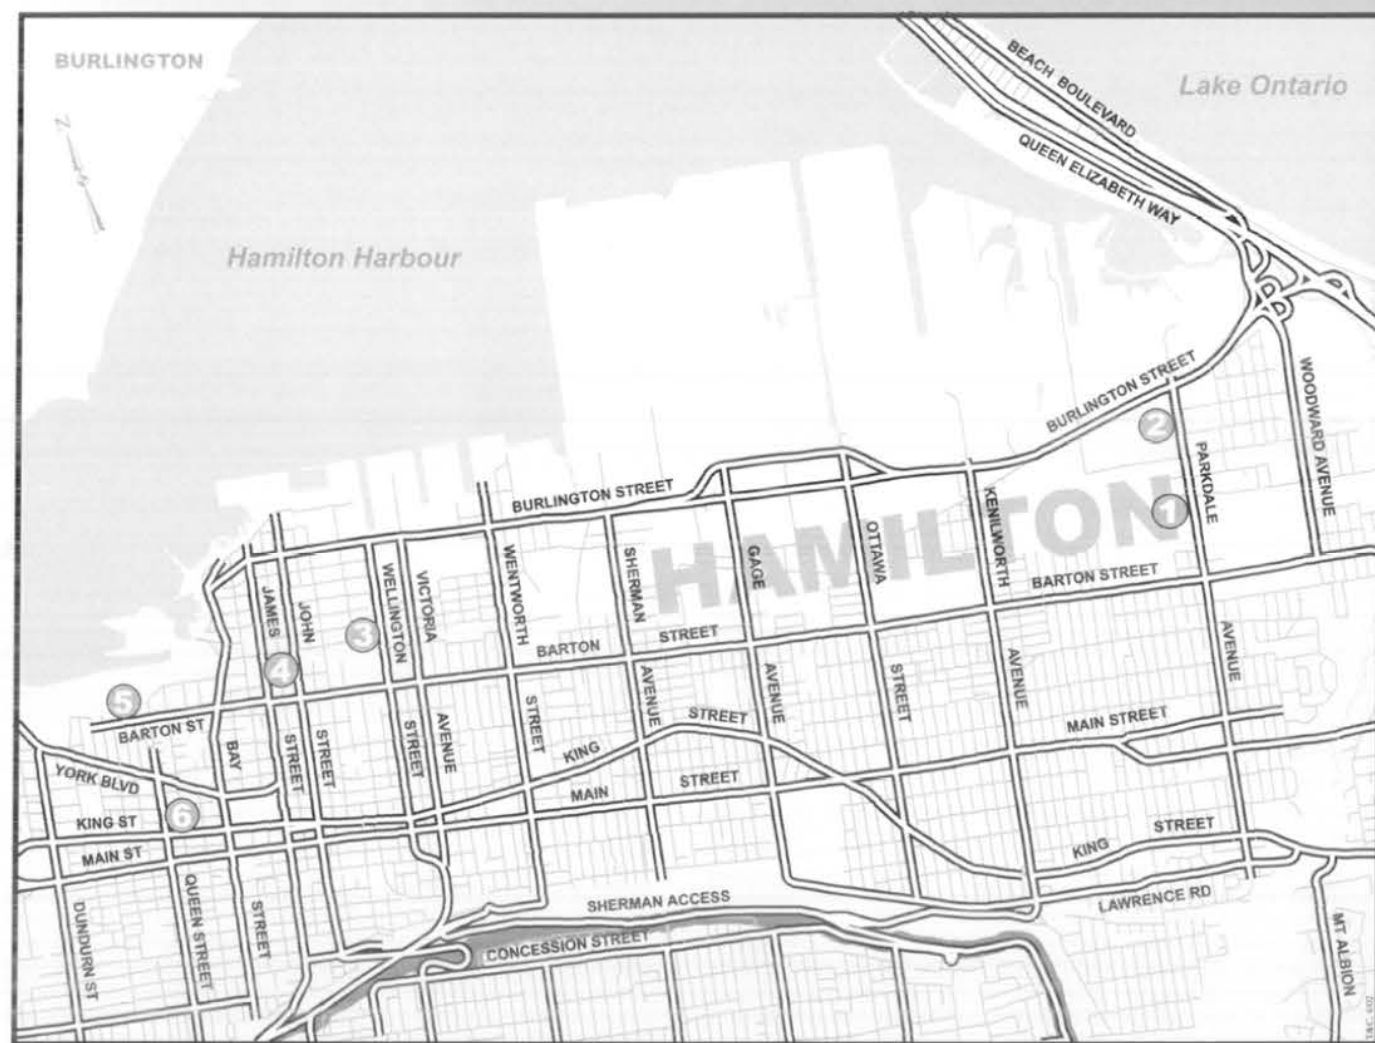 BURLINGTON
Lake Ontario
BEACH BOULEVARD
QUEEN ELIZABETH WAY
N
Hamilton Harbour
BURLINGTON STREET
WOODWARD AVENUE
2
PARKDALE
1
BURLINGTON STREET
HAMILTON
KENILWORTH
OTTAWA
GAGE
SHERMAN
WENTWORTH
VICTORIA
WELLINGTON
JOHN
JAMES
3
4
5
BARTON STREET
BARTON
STREET
AVENUE
AVENUE
STREET
AVENUE
AVENUE
STREET
AVENUE
STREET
STREET
STREET
BAY
BARTON ST
MAIN STREET
STREET
KING
STREET
MAIN
YORK BLVD
6
KING ST
MAIN ST
STREET
KING
LAWRENCE RD
SHERMAN ACCESS
CONCESSION STREET
DUNDURN ST
QUEEN STREET
STREET
MT ALBION